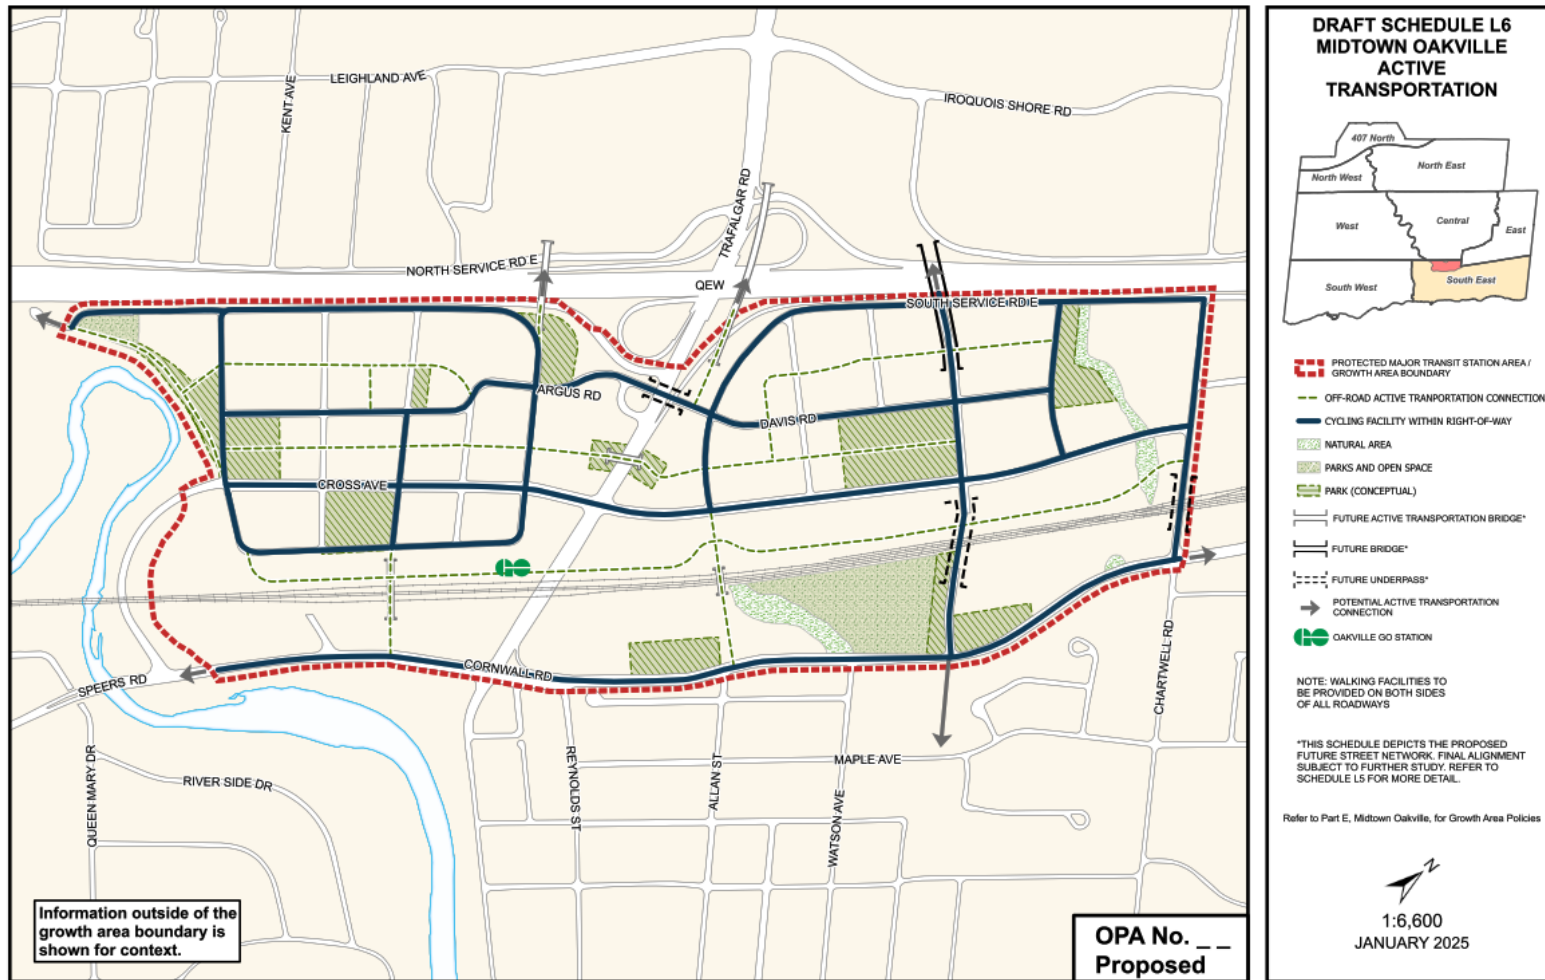 LEIGHLAND AVE
KENT AVE
IROQUOIS SHORE RD
TRAFALGAR RD
NORTH SERVICE RD E
QEW
SOUTH SERVICE RD E
ARGUS RD
DAVIS RD
CROSS AVE
CORNWALL RD
SPEERS RD
CHARTWELL RD
QUEEN MARY DR
RIVER SIDE DR
REYNOLDS ST
ALLAN ST
WATSON AVE
MAPLE AVE
Information outside of the
growth area boundary is
shown for context.
OPA No. _ _
Proposed
DRAFT SCHEDULE L6
MIDTOWN OAKVILLE
ACTIVE
TRANSPORTATION
407 North
North East
North West
West
Central
East
South West
South East
PROTECTED MAJOR TRANSIT STATION AREA /
GROWTH AREA BOUNDARY
OFF-ROAD ACTIVE TRANPORTATION CONNECTION
CYCLING FACILITY WITHIN RIGHT-OF-WAY
NATURAL AREA
PARKS AND OPEN SPACE
PARK (CONCEPTUAL)
FUTURE ACTIVE TRANSPORTATION BRIDGE*
FUTURE BRIDGE*
FUTURE UNDERPASS*
POTENTIAL ACTIVE TRANSPORTATION
CONNECTION
OAKVILLE GO STATION
NOTE: WALKING FACILITIES TO
BE PROVIDED ON BOTH SIDES
OF ALL ROADWAYS
*THIS SCHEDULE DEPICTS THE PROPOSED
FUTURE STREET NETWORK. FINAL ALIGNMENT
SUBJECT TO FURTHER STUDY. REFER TO
SCHEDULE L5 FOR MORE DETAIL.
Refer to Part E, Midtown Oakville, for Growth Area Policies
N
1:6,600
JANUARY 2025